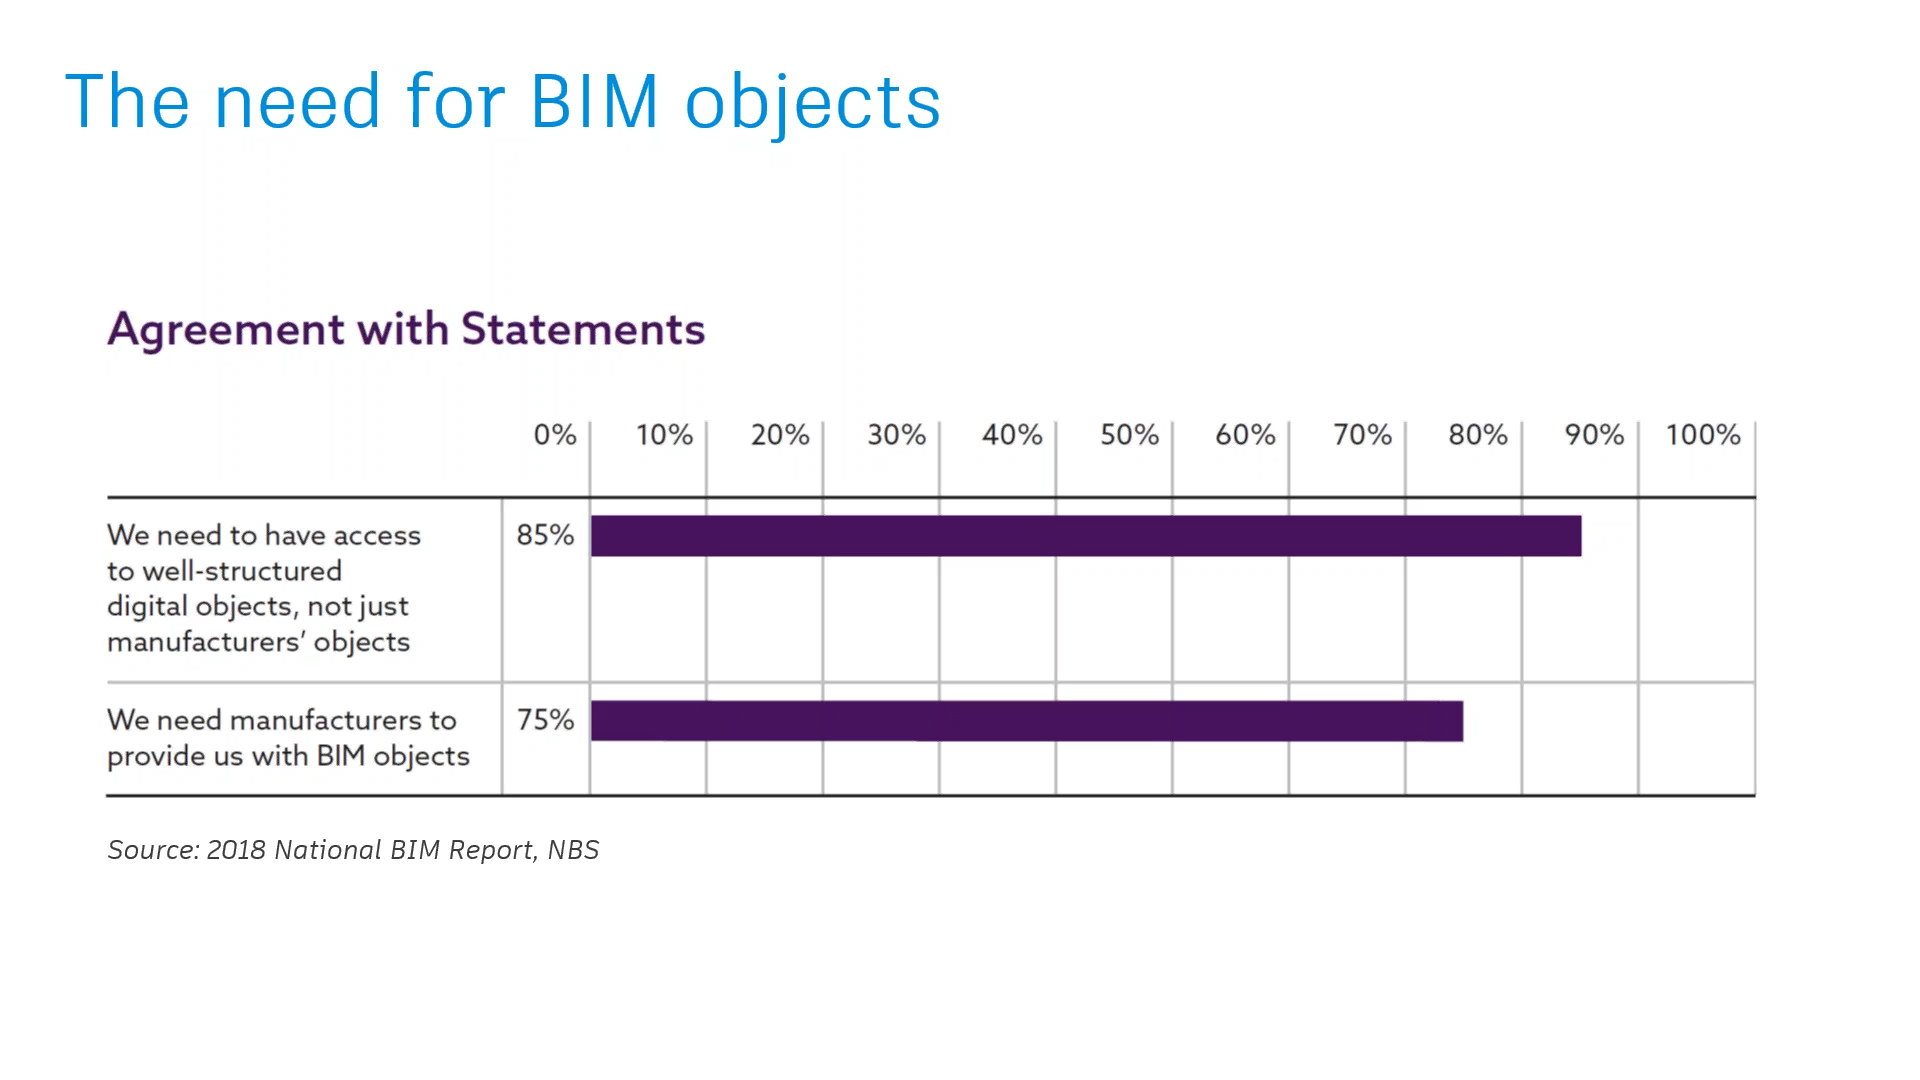 The need for BIM objects
Agreement with Statements
0% 10% 20% 30% 40% 50% 60% 70% 80% 90% 100%
We need to have access
to well-structured
digital objects, not just
manufacturers’ objects
85%
We need manufacturers to
provide us with BIM objects
75%
Source: 2018 National BIM Report, NBS